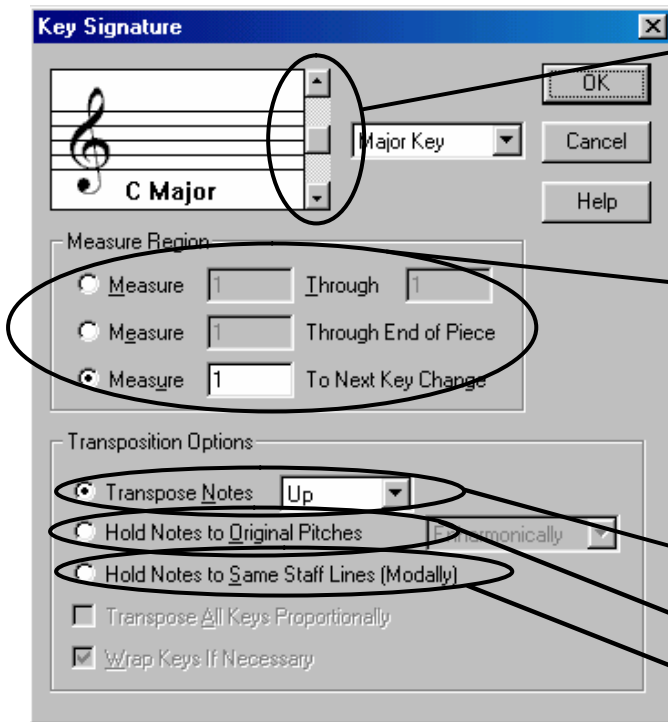 Key Signature
OK
Major Key
Cancel
C Major
Help
Measure Region
Measure 1 Through 1
Measure 1 Through End of Piece
Measure 1 To Next Key Change
Transposition Options
Transpose Notes Up
Hold Notes to Original Pitches Enharmonically
Hold Notes to Same Staff Lines (Modally)
Transpose All Keys Proportionally
Wrap Keys If Necessary